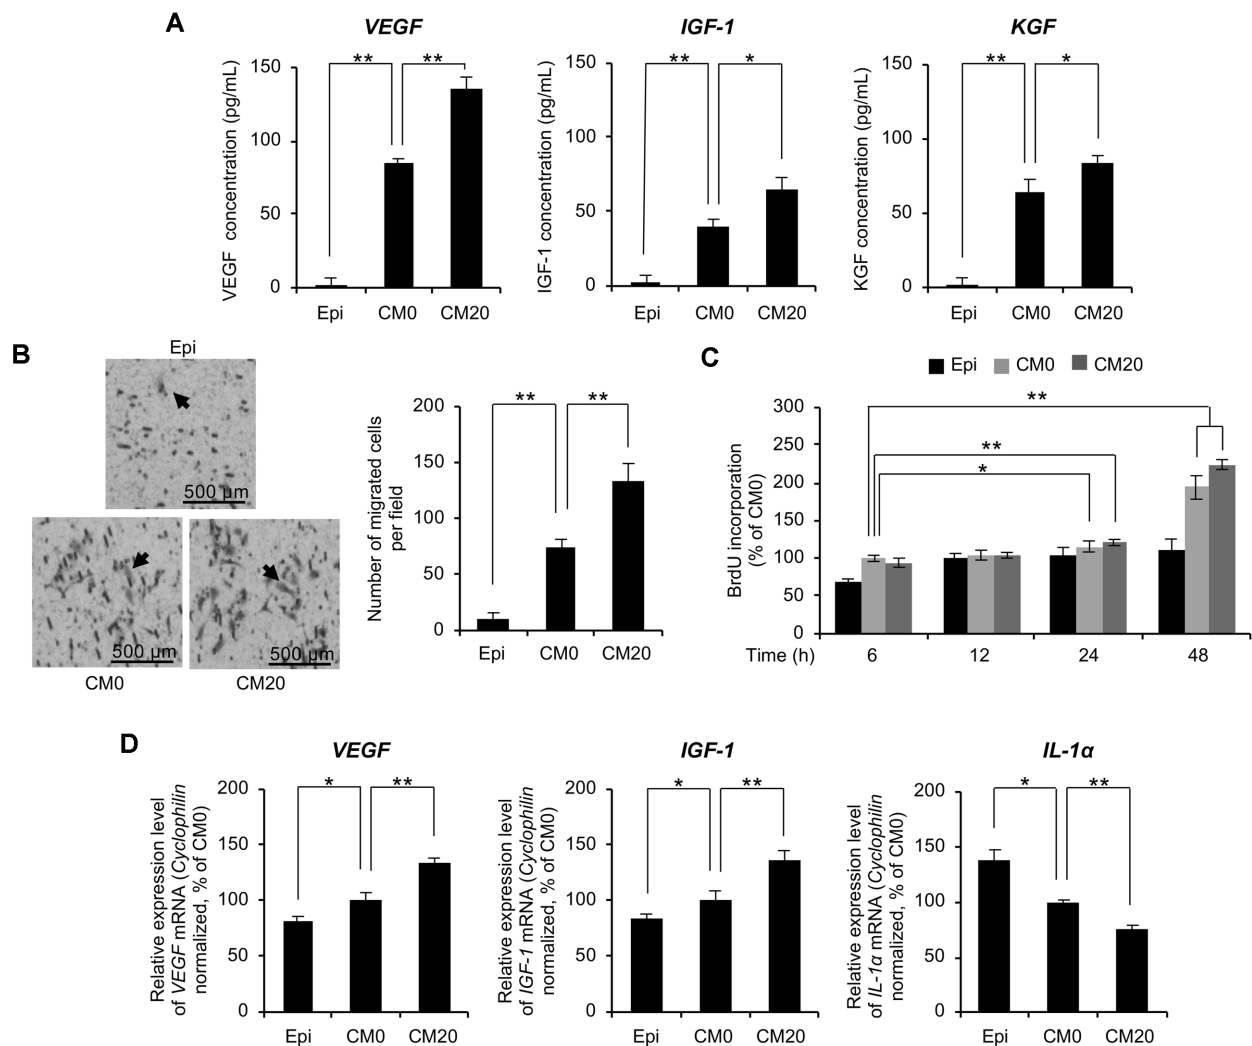 A
VEGF
IGF-1
KGF
VEGF concentration (pg/mL)
150
100
50
0
** **
Epi CM0 CM20
IGF-1 concentration (pg/mL)
150
100
50
0
** *
Epi CM0 CM20
KGF concentration (pg/mL)
150
100
50
0
** *
Epi CM0 CM20
B
Epi
500 µm
500 µm
500 µm
CM0
CM20
Number of migrated cells
per field
200
150
100
50
0
** **
Epi CM0 CM20
C
Epi CM0 CM20
BrdU incorporation
(% of CM0)
300
250
200
150
100
50
0
**
**
*
Time (h) 6 12 24 48
D
VEGF
IGF-1
IL-1α
Relative expression level
of VEGF mRNA (Cyclophilin
normalized, % of CM0)
200
150
100
50
0
* **
Epi CM0 CM20
Relative expression level
of IGF-1 mRNA (Cyclophilin
normalized, % of CM0)
200
150
100
50
0
* **
Epi CM0 CM20
Relative expression level
of IL-1α mRNA (Cyclophilin
normalized, % of CM0)
200
150
100
50
0
* **
Epi CM0 CM20